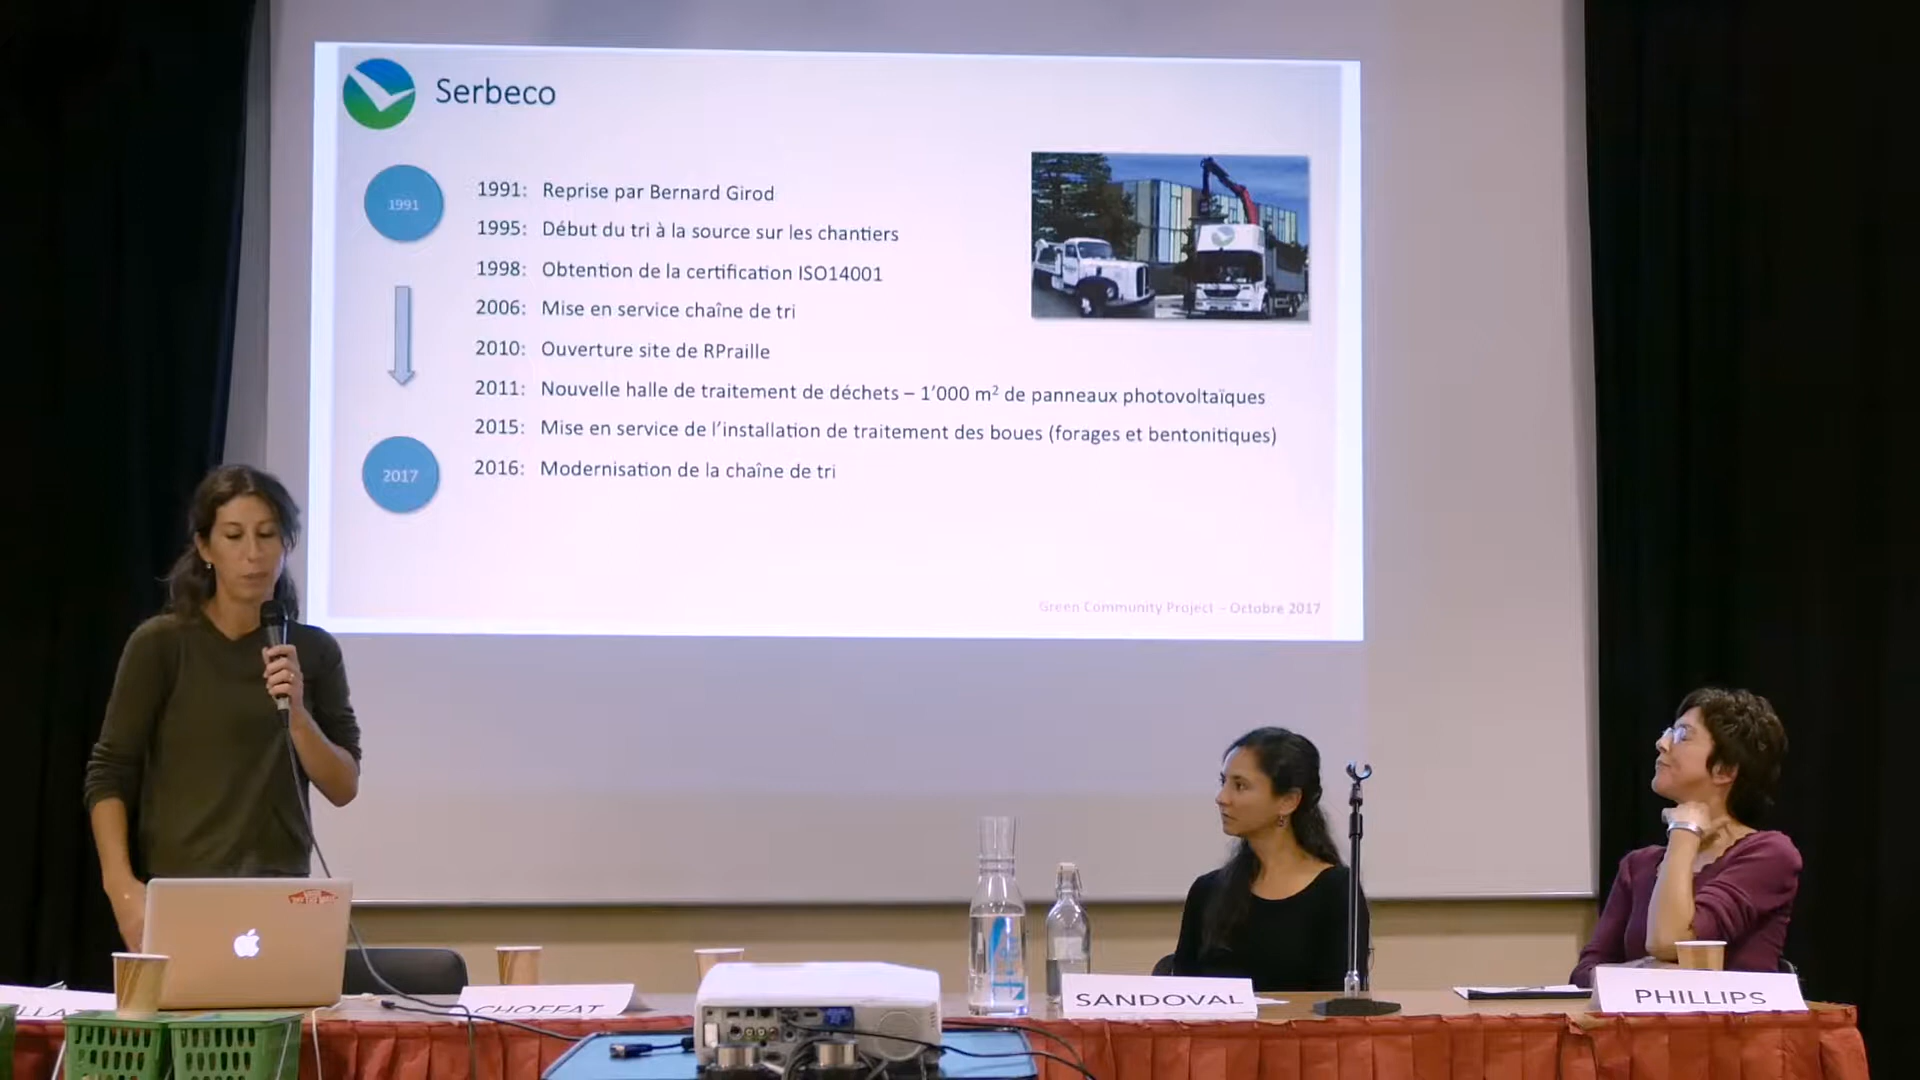 Serbeco
1991
1991: Reprise par Bernard Girod
1995: Début du tri à la source sur les chantiers
1998: Obtention de la certification ISO14001
2006: Mise en service chaîne de tri
2010: Ouverture site de RPraille
2011: Nouvelle halle de traitement de déchets – 1’000 m² de panneaux photovoltaïques
2015: Mise en service de l’installation de traitement des boues (forages et bentonitiques)
2017
2016: Modernisation de la chaîne de tri
Green Community Project – Octobre 2017
CHOFFAT
SANDOVAL
PHILLIPS